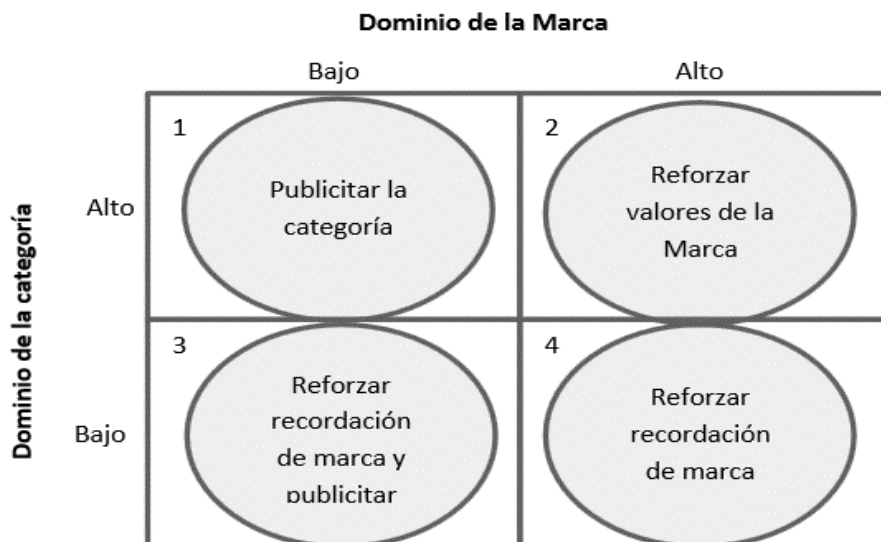 Dominio de la Marca
Bajo
Alto
Dominio de la categoría
Alto
1
Publicitar la
categoría
2
Reforzar
valores de la
Marca
Bajo
3
Reforzar
recordación
de marca y
publicitar
4
Reforzar
recordación
de marca